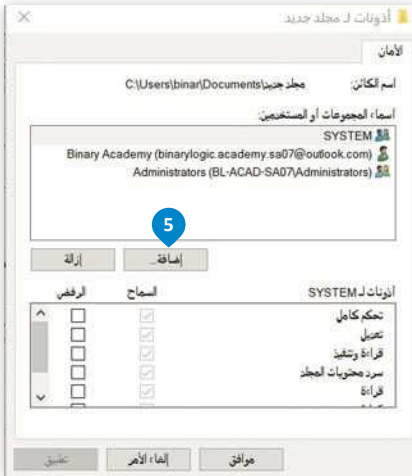 أذونات لـ مجلد جديد
الأمان
اسم الكائن: C:\Users\binar\Documents\مجلد جديد
اسماء المجموعات أو المستخدمين:
SYSTEM
Binary Academy (binarylogic.academy.sa07@outlook.com)
Administrators (BL-ACAD-SA07\Administrators)
5
إضافة... إزالة
أذونات لـ SYSTEM السماح الرفض
تحكم كامل
تعديل
قراءة وتنفيذ
سرد محتويات المجلد
قراءة
موافق إلغاء الأمر تطبيق